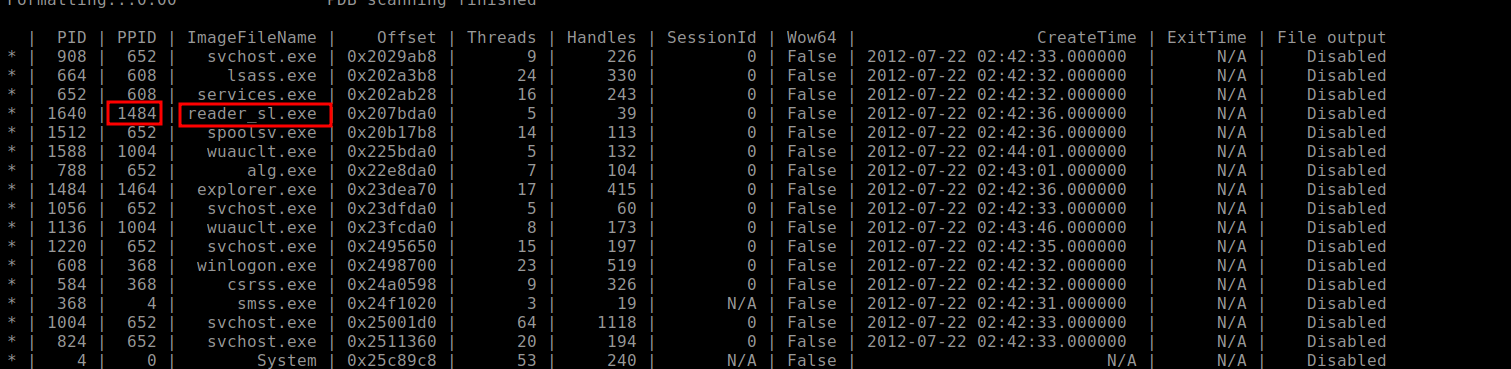 Formatting...0.00 PDB scanning finished
| PID | PPID | ImageFileName | Offset | Threads | Handles | SessionId | Wow64 | CreateTime | ExitTime | File output
* | 908 | 652 | svchost.exe | 0x2029ab8 | 9 | 226 | 0 | False | 2012-07-22 02:42:33.000000 | N/A | Disabled
* | 664 | 608 | lsass.exe | 0x202a3b8 | 24 | 330 | 0 | False | 2012-07-22 02:42:32.000000 | N/A | Disabled
* | 652 | 608 | services.exe | 0x202ab28 | 16 | 243 | 0 | False | 2012-07-22 02:42:32.000000 | N/A | Disabled
* | 1640 | 1484 | reader_sl.exe | 0x207bda0 | 5 | 39 | 0 | False | 2012-07-22 02:42:36.000000 | N/A | Disabled
* | 1512 | 652 | spoolsv.exe | 0x20b17b8 | 14 | 113 | 0 | False | 2012-07-22 02:42:36.000000 | N/A | Disabled
* | 1588 | 1004 | wuauclt.exe | 0x225bda0 | 5 | 132 | 0 | False | 2012-07-22 02:44:01.000000 | N/A | Disabled
* | 788 | 652 | alg.exe | 0x22e8da0 | 7 | 104 | 0 | False | 2012-07-22 02:43:01.000000 | N/A | Disabled
* | 1484 | 1464 | explorer.exe | 0x23dea70 | 17 | 415 | 0 | False | 2012-07-22 02:42:36.000000 | N/A | Disabled
* | 1056 | 652 | svchost.exe | 0x23dfda0 | 5 | 60 | 0 | False | 2012-07-22 02:42:33.000000 | N/A | Disabled
* | 1136 | 1004 | wuauclt.exe | 0x23fcda0 | 8 | 173 | 0 | False | 2012-07-22 02:43:46.000000 | N/A | Disabled
* | 1220 | 652 | svchost.exe | 0x2495650 | 15 | 197 | 0 | False | 2012-07-22 02:42:35.000000 | N/A | Disabled
* | 608 | 368 | winlogon.exe | 0x2498700 | 23 | 519 | 0 | False | 2012-07-22 02:42:32.000000 | N/A | Disabled
* | 584 | 368 | csrss.exe | 0x24a0598 | 9 | 326 | 0 | False | 2012-07-22 02:42:32.000000 | N/A | Disabled
* | 368 | 4 | smss.exe | 0x24f1020 | 3 | 19 | N/A | False | 2012-07-22 02:42:31.000000 | N/A | Disabled
* | 1004 | 652 | svchost.exe | 0x25001d0 | 64 | 1118 | 0 | False | 2012-07-22 02:42:33.000000 | N/A | Disabled
* | 824 | 652 | svchost.exe | 0x2511360 | 20 | 194 | 0 | False | 2012-07-22 02:42:33.000000 | N/A | Disabled
* | 4 | 0 | System | 0x25c89c8 | 53 | 240 | N/A | False | N/A | N/A | Disabled